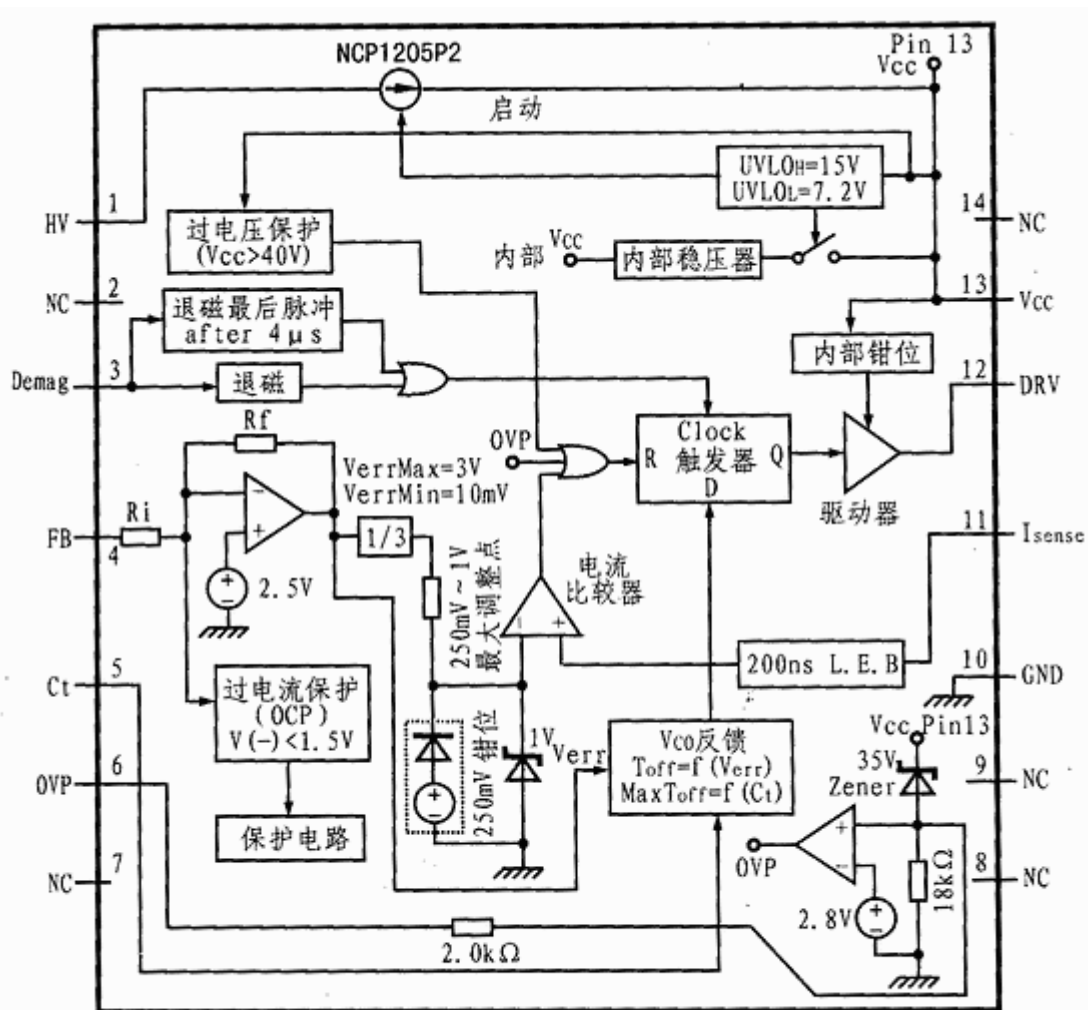 NCP1205P2
启动
Pin 13
Vcc
UVLOH=15V
UVLOL=7.2V
HV
1
过电压保护
(Vcc>40V)
内部
Vcc
内部稳压器
14
NC
NC
2
退磁最后脉冲
after 4μs
13
Vcc
内部钳位
Demag
3
退磁
12
DRV
Rf
OVP
R
Clock
触发器
D
Q
驱动器
VerrMax=3V
VerrMin=10mV
FB
4
Ri
-
+
2.5V
1/3
250mV~1V
最大调整点
电流
比较器
-
+
11
Isense
200ns L.E.B
10
GND
Ct
5
过电流保护
(OCP)
V(-)<1.5V
250mV 钳位
1V
Verr
VCO反馈
Toff=f(Verr)
MaxToff=f(Ct)
Vcc Pin13
35V
Zener
9
NC
OVP
6
保护电路
+
-
OVP
2.8V
18kΩ
8
NC
NC
7
2.0kΩ